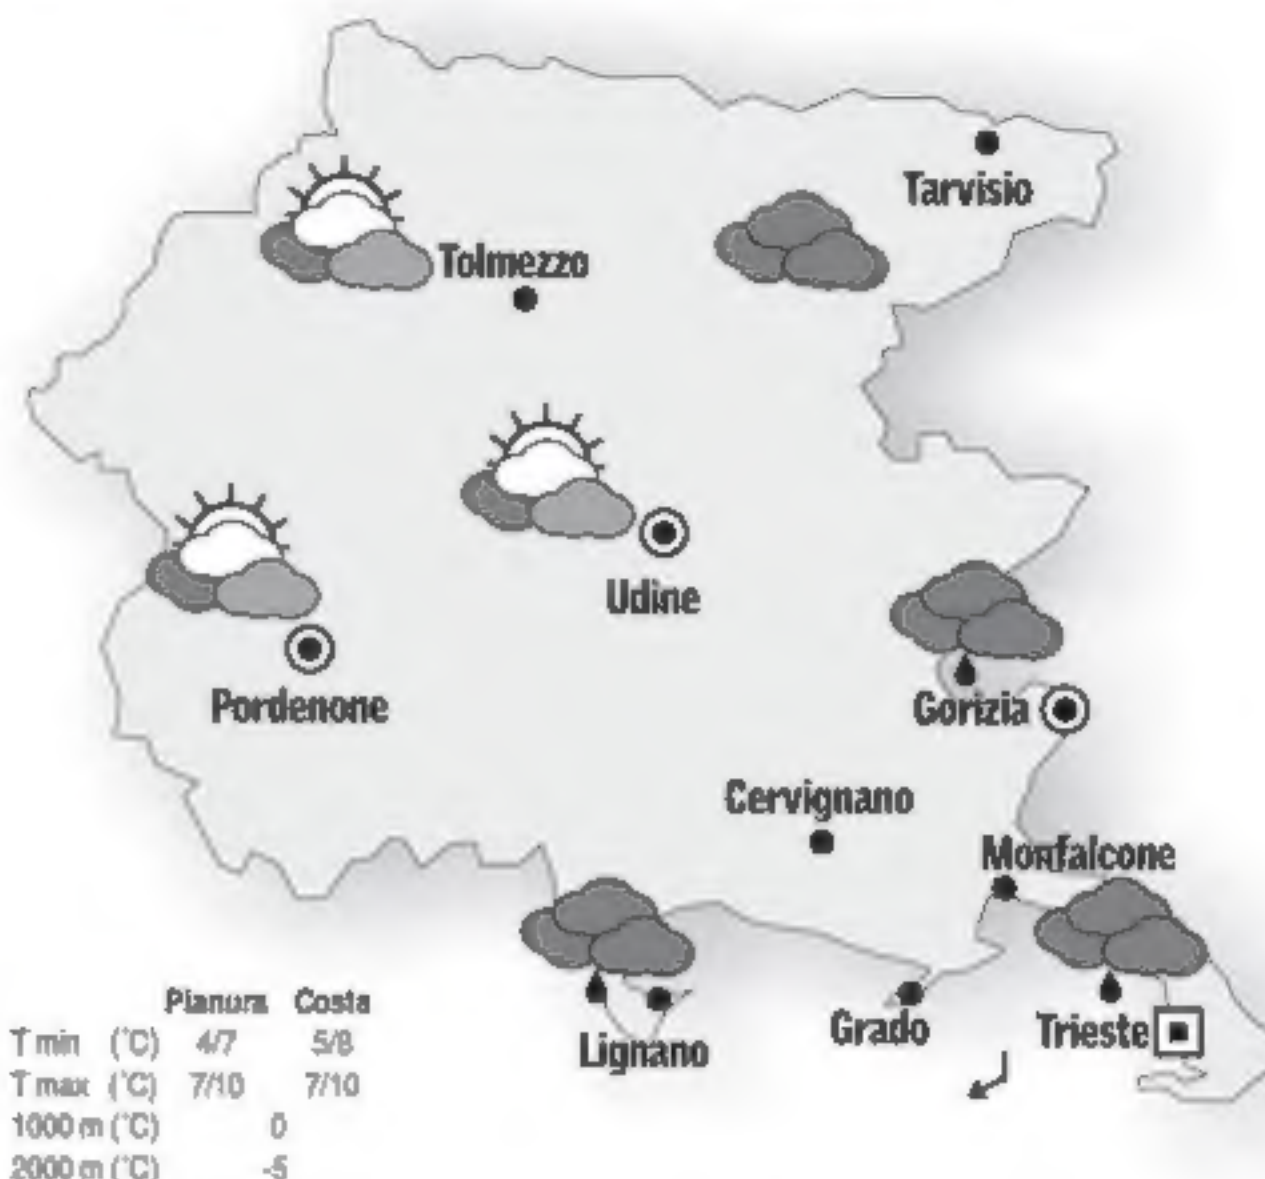 Tarvisio
Tolmezzo
Udine
Pordenone
Gorizia
Cervignano
Monfalcone
Lignano
Grado
Trieste
Pianura Costa
T min (°C) 4/7 5/8
T max (°C) 7/10 7/10
1000 m (°C) 0
2000 m (°C) -5